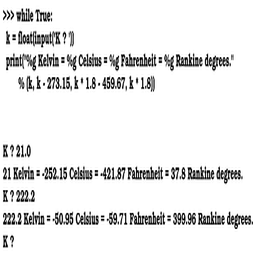 >>> while True:
k = float(input('K ? '))
print("%g Kelvin = %g Celsius = %g Fahrenheit = %g Rankine degrees."
% (k, k - 273.15, k * 1.8 - 459.67, k * 1.8))
K ? 21.0
21 Kelvin = -252.15 Celsius = -421.87 Fahrenheit = 37.8 Rankine degrees.
K ? 222.2
222.2 Kelvin = -50.95 Celsius = -59.71 Fahrenheit = 399.96 Rankine degrees.
K ?